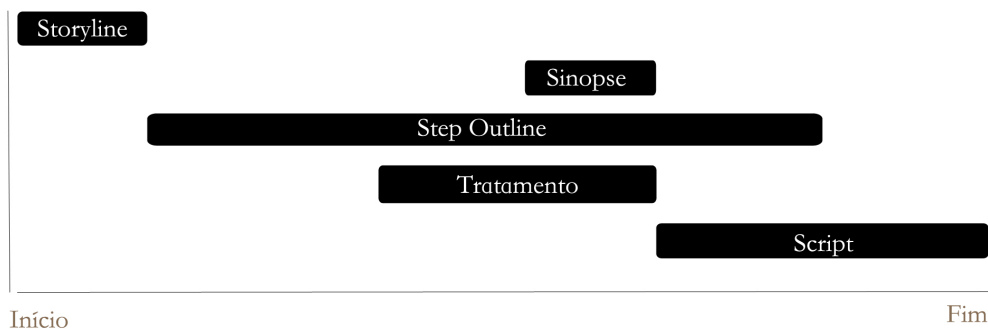 Storyline
Sinopse
Step Outline
Tratamento
Script
Início
Fim